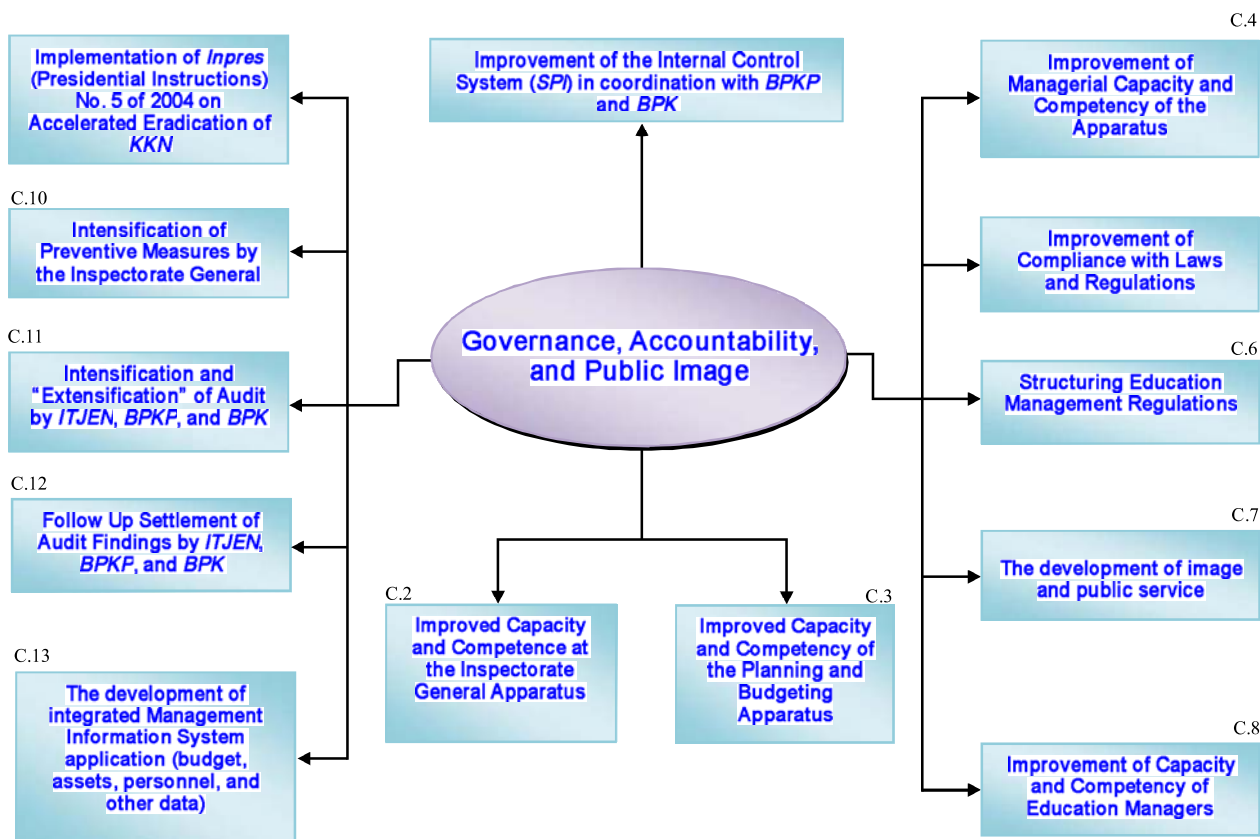 Implementation of Inpres
(Presidential Instructions)
No. 5 of 2004 on
Accelerated Eradication of
KKN
C.10
Intensification of
Preventive Measures by
the Inspectorate General
C.11
Intensification and
“Extensification” of Audit
by ITJEN, BPKP, and BPK
C.12
Follow Up Settlement of
Audit Findings by ITJEN,
BPKP, and BPK
C.13
The development of
integrated Management
Information System
application (budget,
assets, personnel, and
other data)
Improvement of the Internal Control
System (SPI) in coordination with BPKP
and BPK
Governance, Accountability,
and Public Image
C.2
Improved Capacity
and Competence at
the Inspectorate
General Apparatus
C.3
Improved Capacity
and Competency of
the Planning and
Budgeting
Apparatus
C.4
Improvement of
Managerial Capacity and
Competency of the
Apparatus
Improvement of
Compliance with Laws
and Regulations
C.6
Structuring Education
Management Regulations
C.7
The development of image
and public service
C.8
Improvement of Capacity
and Competency of
Education Managers